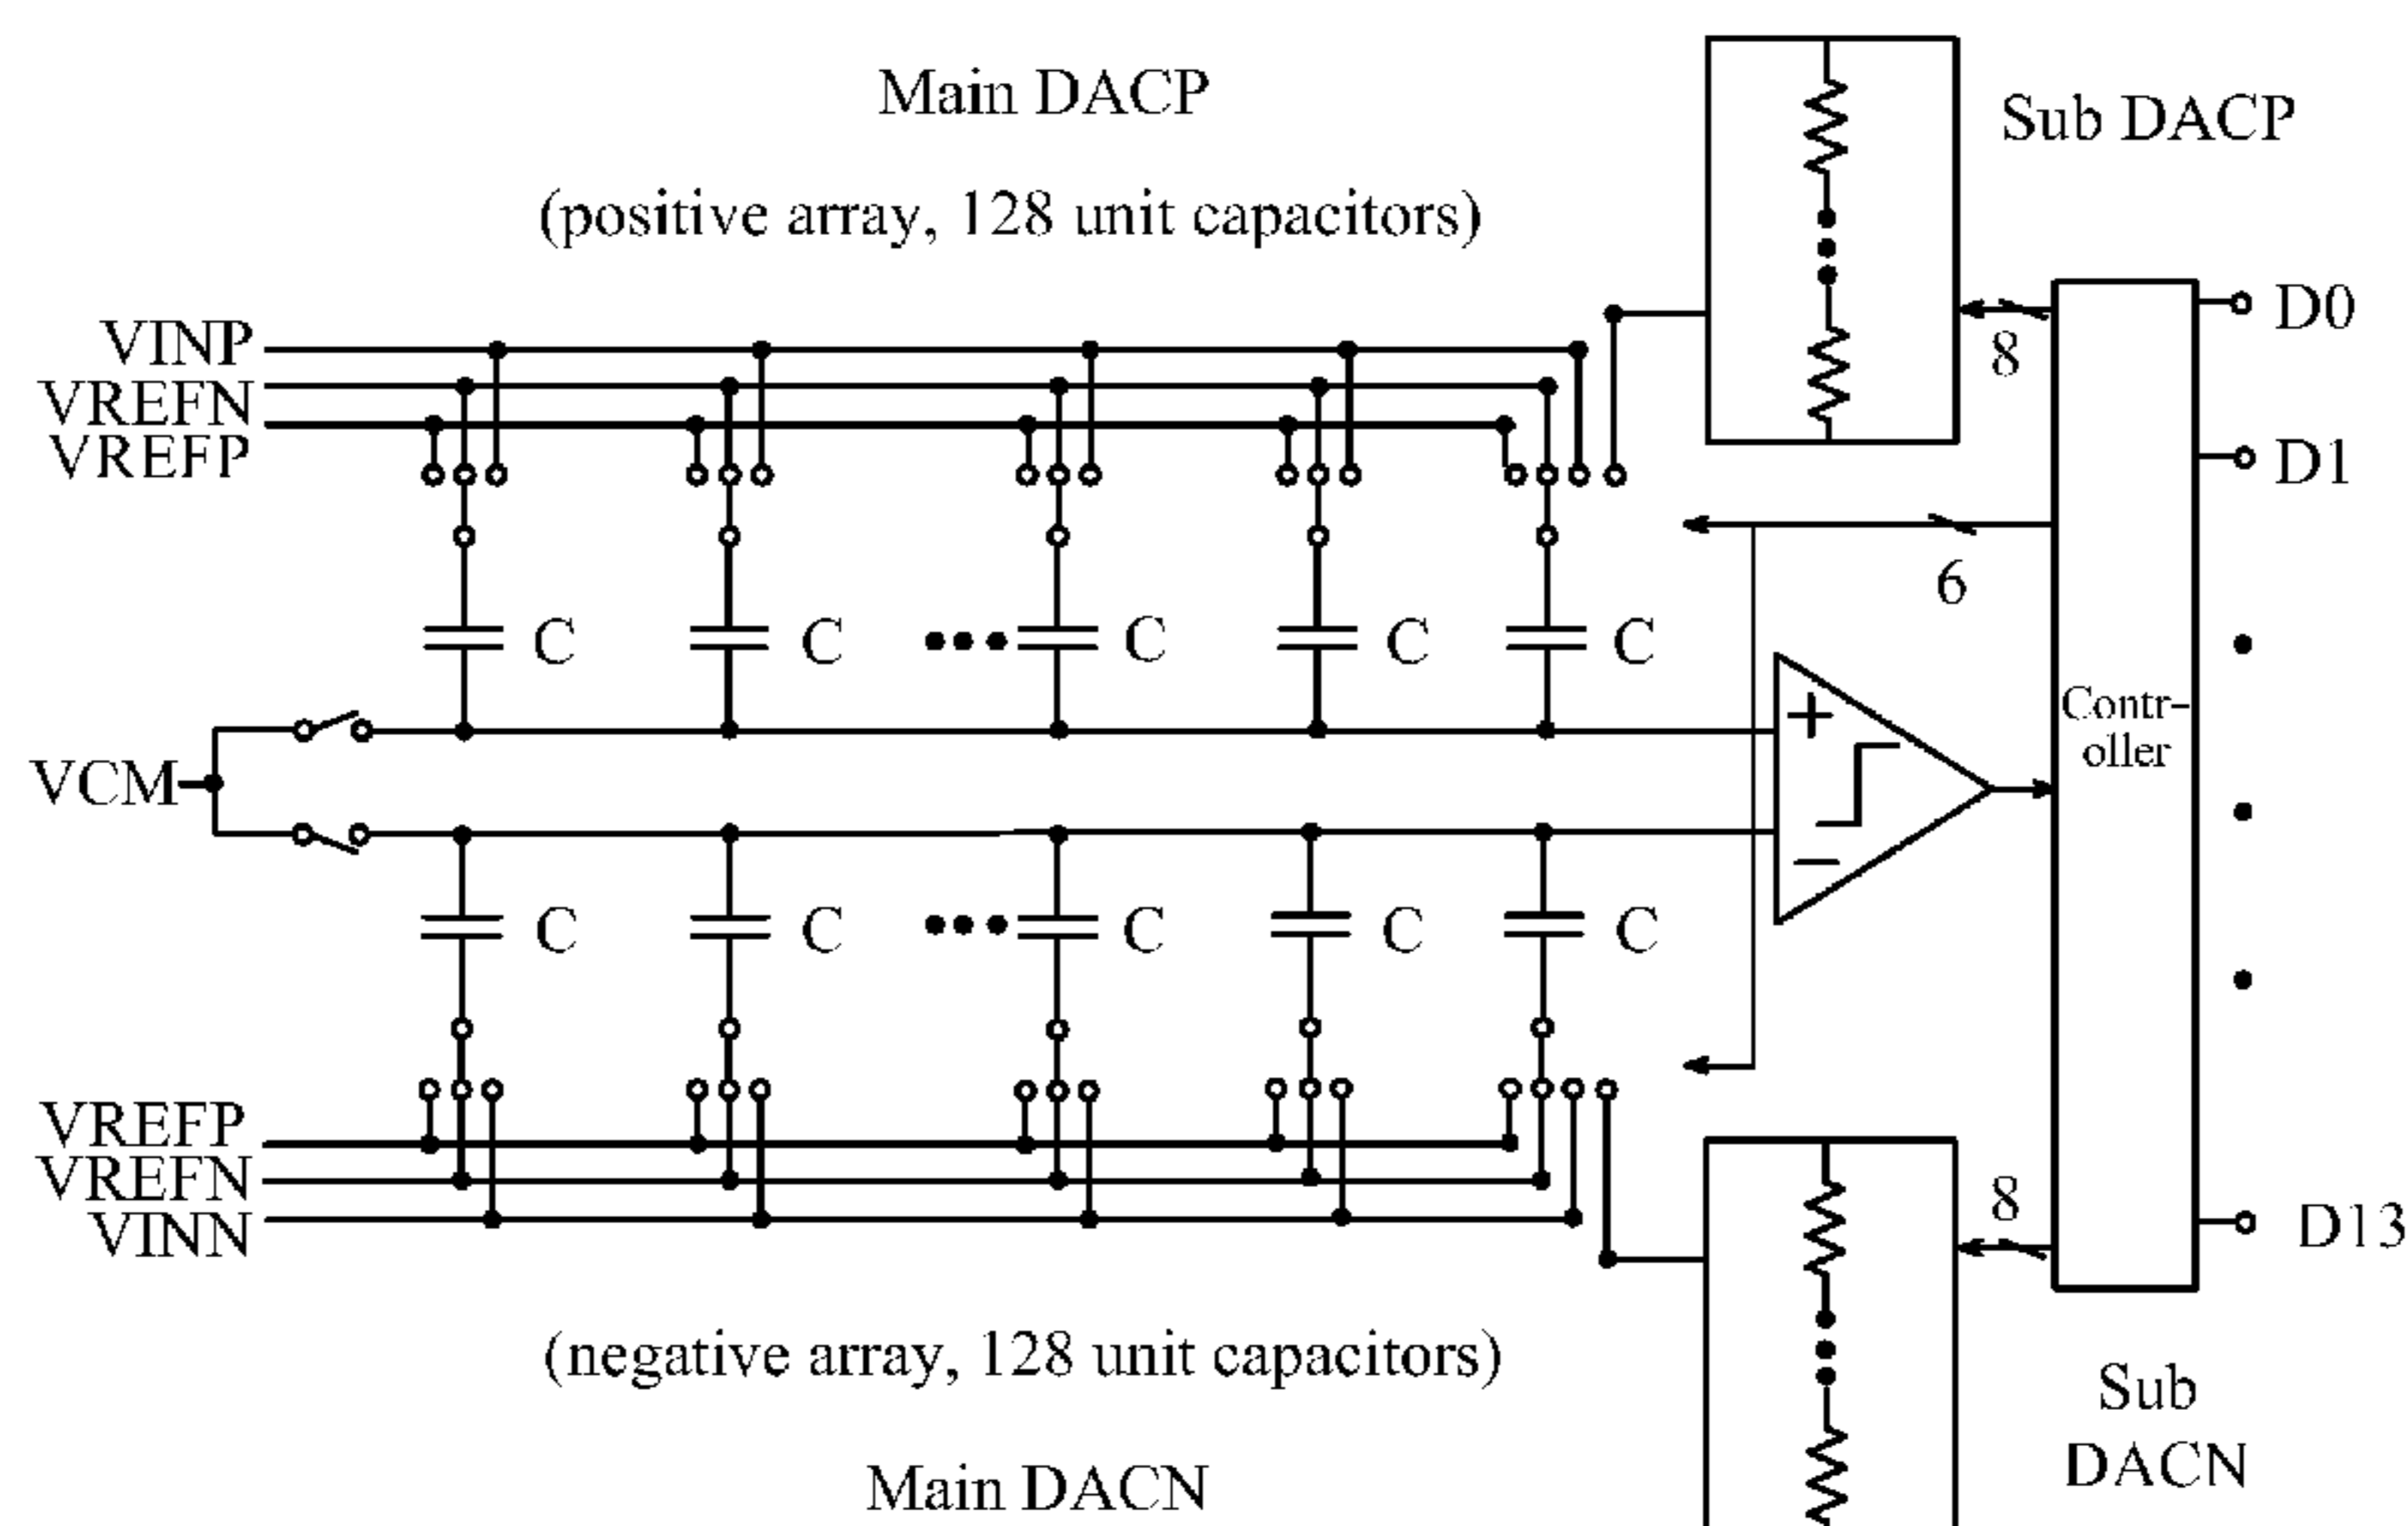 Main DACP
(positive array, 128 unit capacitors)
Sub DACP
VINP
VREFN
VREFP
8
D0
D1
6
C
C
C
C
C
+
Contr-
oller
VCM
C
C
C
C
C
VREFP
VREFN
VINN
8
D13
(negative array, 128 unit capacitors)
Main DACN
Sub
DACN